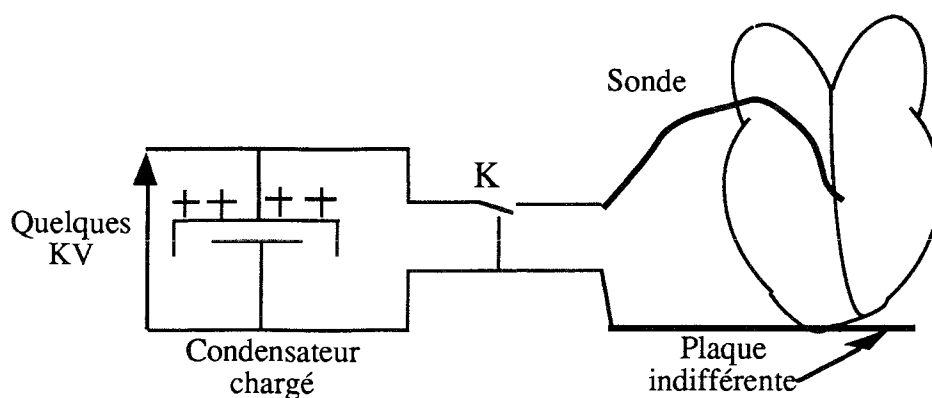 Sonde
K
+ + + +
Quelques
KV
Condensateur
chargé
Plaque
indifférente